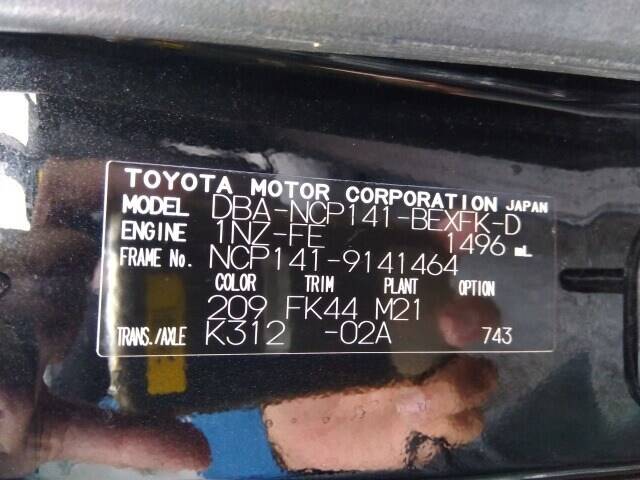 TOYOTA MOTOR CORPORATION JAPAN
MODEL DBA-NCP141-BEXFK-D
ENGINE 1NZ-FE 1496 mL
FRAME No. NCP141-9141464
COLOR TRIM PLANT OPTION
209 FK44 M21
TRANS./AXLE K312 -02A 743